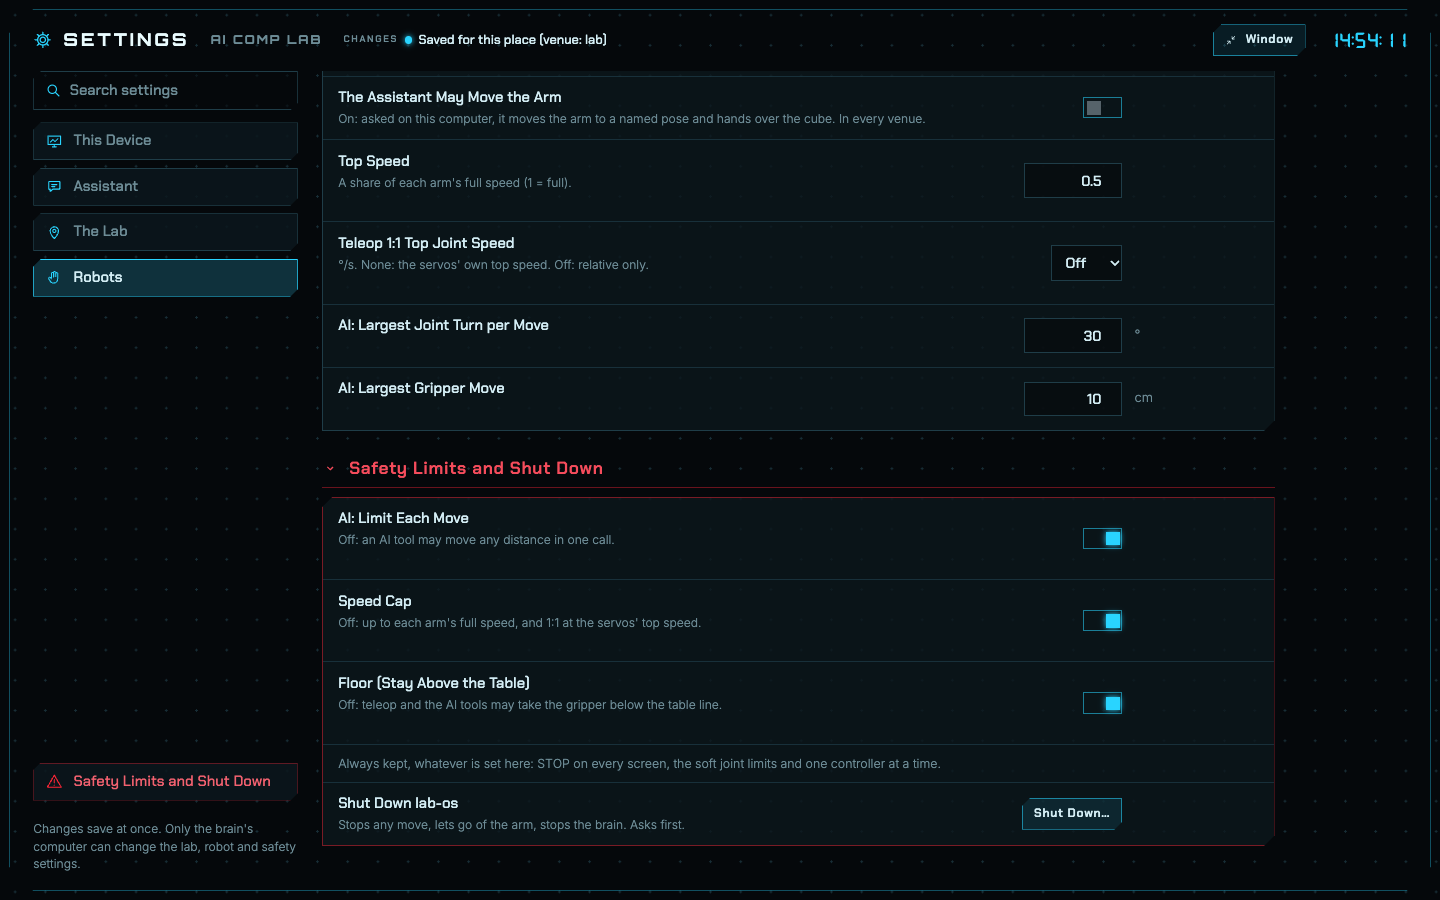 SETTINGS
AI COMP LAB
CHANGES
Saved for this place (venue: lab)
Window
14:54:11
Search settings
This Device
Assistant
The Lab
Robots
The Assistant May Move the Arm
On: asked on this computer, it moves the arm to a named pose and hands over the cube. In every venue.
Top Speed
A share of each arm's full speed (1 = full).
0.5
Teleop 1:1 Top Joint Speed
°/s. None: the servos' own top speed. Off: relative only.
Off
AI: Largest Joint Turn per Move
30
°
AI: Largest Gripper Move
10
cm
Safety Limits and Shut Down
AI: Limit Each Move
Off: an AI tool may move any distance in one call.
Speed Cap
Off: up to each arm's full speed, and 1:1 at the servos' top speed.
Floor (Stay Above the Table)
Off: teleop and the AI tools may take the gripper below the table line.
Always kept, whatever is set here: STOP on every screen, the soft joint limits and one controller at a time.
Shut Down lab-os
Stops any move, lets go of the arm, stops the brain. Asks first.
Shut Down...
Safety Limits and Shut Down
Changes save at once. Only the brain's
computer can change the lab, robot and safety
settings.